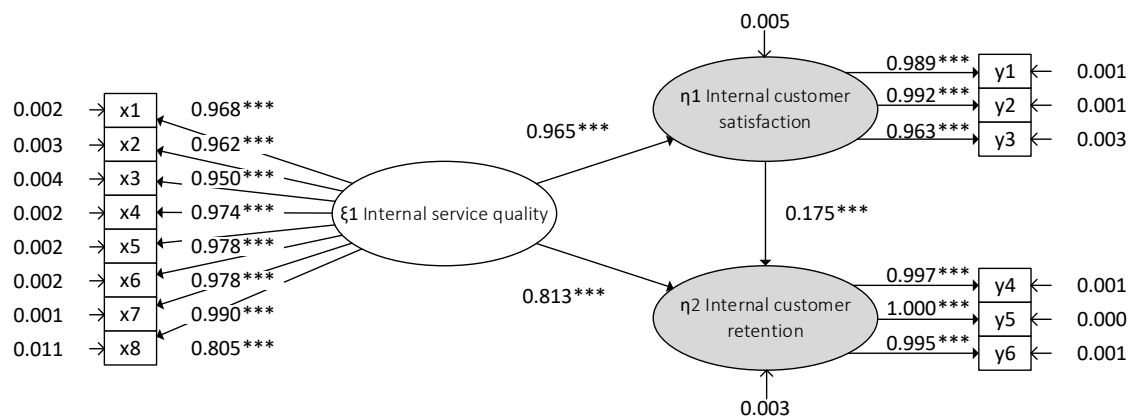 0.005
η1 Internal customer
satisfaction
0.989***
y1
0.001
0.992***
y2
0.001
0.963***
y3
0.003
0.002
x1
0.968***
0.003
x2
0.962***
0.004
x3
0.950***
0.002
x4
0.974***
0.002
x5
0.978***
0.002
x6
0.978***
0.001
x7
0.990***
0.011
x8
0.805***
ξ1 Internal service quality
0.965***
0.813***
0.175***
η2 Internal customer
retention
0.997***
y4
0.001
1.000***
y5
0.000
0.995***
y6
0.001
0.003